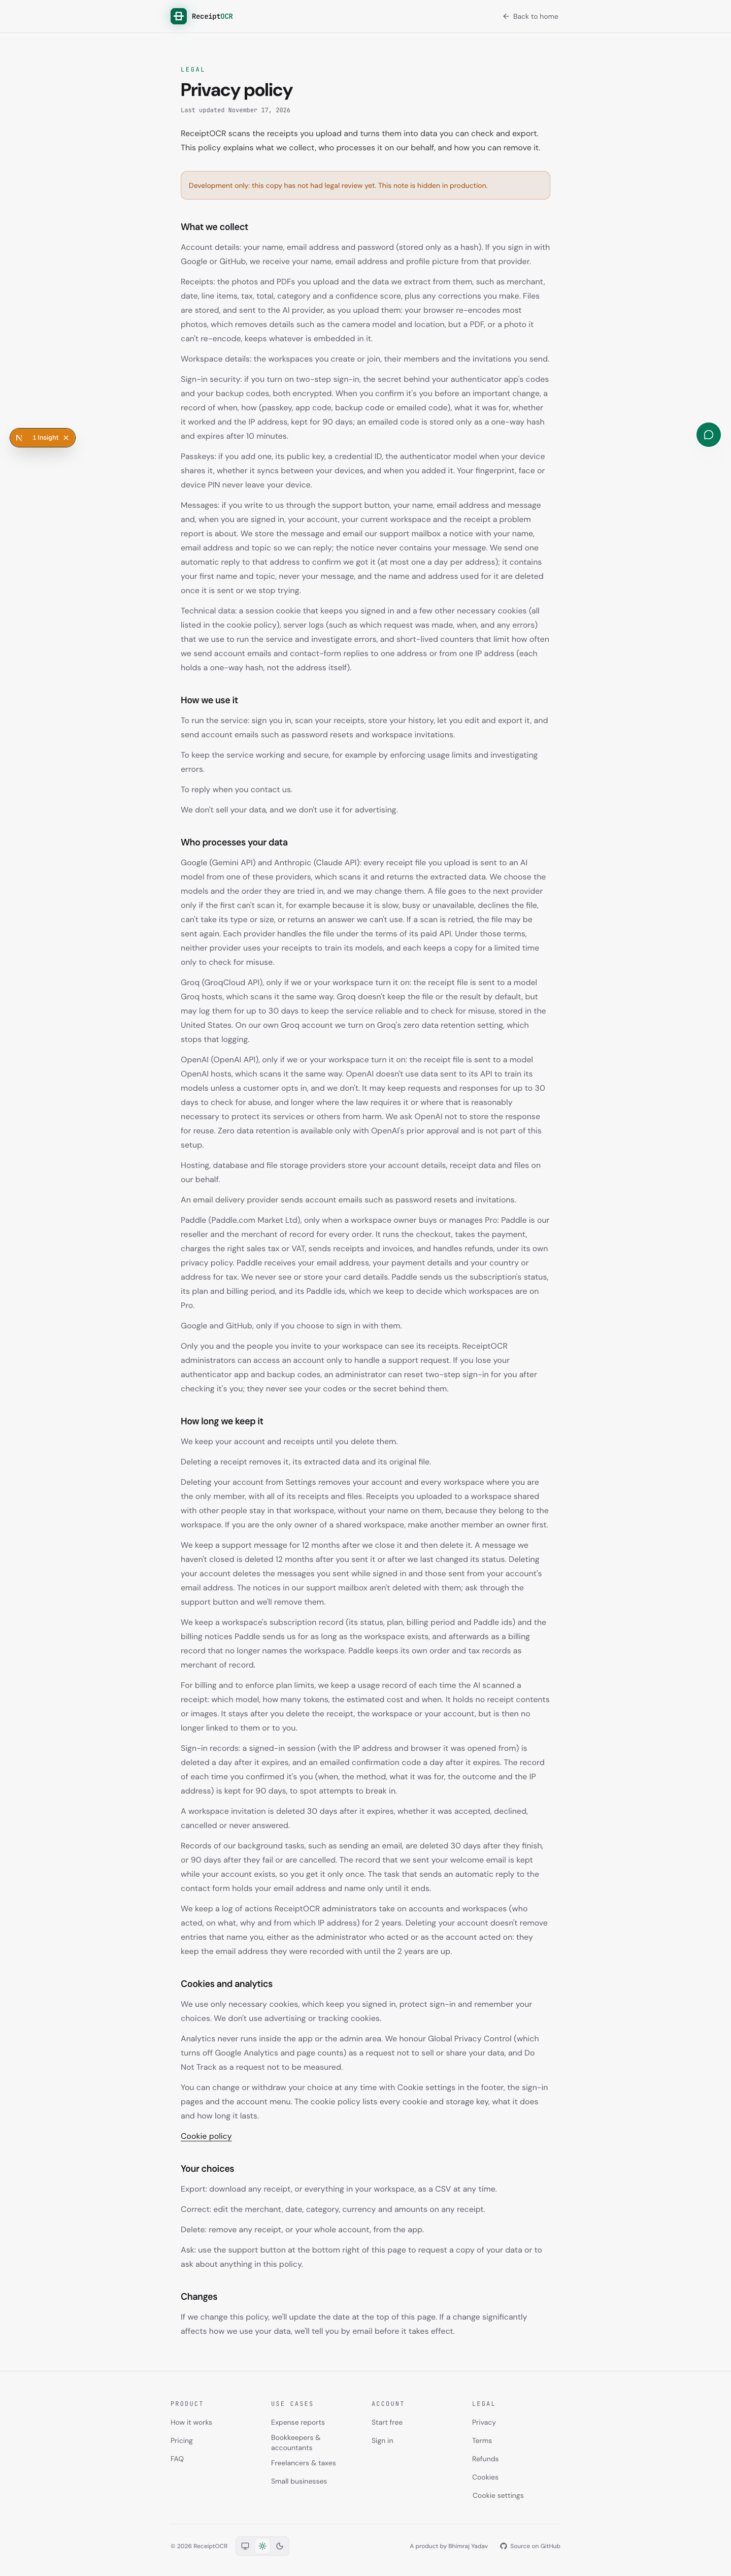 ReceiptOCR
Back to home
LEGAL
Privacy policy
Last updated November 17, 2026
ReceiptOCR scans the receipts you upload and turns them into data you can check and export.
This policy explains what we collect, who processes it on our behalf, and how you can remove it.
Development only: this copy has not had legal review yet. This note is hidden in production.
What we collect
Account details: your name, email address and password (stored only as a hash). If you sign in with
Google or GitHub, we receive your name, email address and profile picture from that provider.
Receipts: the photos and PDFs you upload and the data we extract from them, such as merchant,
date, line items, tax, total, category and a confidence score, plus any corrections you make. Files
are stored, and sent to the AI provider, as you upload them: your browser re-encodes most
photos, which removes details such as the camera model and location, but a PDF, or a photo it
can't re-encode, keeps whatever is embedded in it.
Workspace details: the workspaces you create or join, their members and the invitations you send.
Sign-in security: if you turn on two-step sign-in, the secret behind your authenticator app's codes
and your backup codes, both encrypted. When you confirm it's you before an important change, a
record of when, how (passkey, app code, backup code or emailed code), what it was for, whether
it worked and the IP address, kept for 90 days; an emailed code is stored only as a one-way hash
and expires after 10 minutes.
Passkeys: if you add one, its public key, a credential ID, the authenticator model when your device
shares it, whether it syncs between your devices, and when you added it. Your fingerprint, face or
device PIN never leave your device.
Messages: if you write to us through the support button, your name, email address and message
and, when you are signed in, your account, your current workspace and the receipt a problem
report is about. We store the message and email our support mailbox a notice with your name,
email address and topic so we can reply; the notice never contains your message. We send one
automatic reply to that address to confirm we got it (at most one a day per address); it contains
your first name and topic, never your message, and the name and address used for it are deleted
once it is sent or we stop trying.
Technical data: a session cookie that keeps you signed in and a few other necessary cookies (all
listed in the cookie policy), server logs (such as which request was made, when, and any errors)
that we use to run the service and investigate errors, and short-lived counters that limit how often
we send account emails and contact-form replies to one address or from one IP address (each
holds a one-way hash, not the address itself).
1 Insight
How we use it
To run the service: sign you in, scan your receipts, store your history, let you edit and export it, and
send account emails such as password resets and workspace invitations.
To keep the service working and secure, for example by enforcing usage limits and investigating
errors.
To reply when you contact us.
We don't sell your data, and we don't use it for advertising.
Who processes your data
Google (Gemini API) and Anthropic (Claude API): every receipt file you upload is sent to an AI
model from one of these providers, which scans it and returns the extracted data. We choose the
models and the order they are tried in, and we may change them. A file goes to the next provider
only if the first can't scan it, for example because it is slow, busy or unavailable, declines the file,
can't take its type or size, or returns an answer we can't use. If a scan is retried, the file may be
sent again. Each provider handles the file under the terms of its paid API. Under those terms,
neither provider uses your receipts to train its models, and each keeps a copy for a limited time
only to check for misuse.
Groq (GroqCloud API), only if we or your workspace turn it on: the receipt file is sent to a model
Groq hosts, which scans it the same way. Groq doesn't keep the file or the result by default, but
may log them for up to 30 days to keep the service reliable and to check for misuse, stored in the
United States. On our own Groq account we turn on Groq's zero data retention setting, which
stops that logging.
OpenAI (OpenAI API), only if we or your workspace turn it on: the receipt file is sent to a model
OpenAI hosts, which scans it the same way. OpenAI doesn't use data sent to its API to train its
models unless a customer opts in, and we don't. It may keep requests and responses for up to 30
days to check for abuse, and longer where the law requires it or where that is reasonably
necessary to protect its services or others from harm. We ask OpenAI not to store the response
for reuse. Zero data retention is available only with OpenAI's prior approval and is not part of this
setup.
Hosting, database and file storage providers store your account details, receipt data and files on
our behalf.
An email delivery provider sends account emails such as password resets and invitations.
Paddle (Paddle.com Market Ltd), only when a workspace owner buys or manages Pro: Paddle is our
reseller and the merchant of record for every order. It runs the checkout, takes the payment,
charges the right sales tax or VAT, sends receipts and invoices, and handles refunds, under its own
privacy policy. Paddle receives your email address, your payment details and your country or
address for tax. We never see or store your card details. Paddle sends us the subscription's status,
its plan and billing period, and its Paddle ids, which we keep to decide which workspaces are on
Pro.
Google and GitHub, only if you choose to sign in with them.
Only you and the people you invite to your workspace can see its receipts. ReceiptOCR
administrators can access an account only to handle a support request. If you lose your
authenticator app and backup codes, an administrator can reset two-step sign-in for you after
checking it's you; they never see your codes or the secret behind them.
How long we keep it
We keep your account and receipts until you delete them.
Deleting a receipt removes it, its extracted data and its original file.
Deleting your account from Settings removes your account and every workspace where you are
the only member, with all of its receipts and files. Receipts you uploaded to a workspace shared
with other people stay in that workspace, without your name on them, because they belong to the
workspace. If you are the only owner of a shared workspace, make another member an owner first.
We keep a support message for 12 months after we close it and then delete it. A message we
haven't closed is deleted 12 months after you sent it or after we last changed its status. Deleting
your account deletes the messages you sent while signed in and those sent from your account's
email address. The notices in our support mailbox aren't deleted with them; ask through the
support button and we'll remove them.
We keep a workspace's subscription record (its status, plan, billing period and Paddle ids) and the
billing notices Paddle sends us for as long as the workspace exists, and afterwards as a billing
record that no longer names the workspace. Paddle keeps its own order and tax records as
merchant of record.
For billing and to enforce plan limits, we keep a usage record of each time the AI scanned a
receipt: which model, how many tokens, the estimated cost and when. It holds no receipt contents
or images. It stays after you delete the receipt, the workspace or your account, but is then no
longer linked to them or to you.
Sign-in records: a signed-in session (with the IP address and browser it was opened from) is
deleted a day after it expires, and an emailed confirmation code a day after it expires. The record
of each time you confirmed it's you (when, the method, what it was for, the outcome and the IP
address) is kept for 90 days, to spot attempts to break in.
A workspace invitation is deleted 30 days after it expires, whether it was accepted, declined,
cancelled or never answered.
Records of our background tasks, such as sending an email, are deleted 30 days after they finish,
or 90 days after they fail or are cancelled. The record that we sent your welcome email is kept
while your account exists, so you get it only once. The task that sends an automatic reply to the
contact form holds your email address and name only until it ends.
We keep a log of actions ReceiptOCR administrators take on accounts and workspaces (who
acted, on what, why and from which IP address) for 2 years. Deleting your account doesn't remove
entries that name you, either as the administrator who acted or as the account acted on: they
keep the email address they were recorded with until the 2 years are up.
Cookies and analytics
We use only necessary cookies, which keep you signed in, protect sign-in and remember your
choices. We don't use advertising or tracking cookies.
Analytics never runs inside the app or the admin area. We honour Global Privacy Control (which
turns off Google Analytics and page counts) as a request not to sell or share your data, and Do
Not Track as a request not to be measured.
You can change or withdraw your choice at any time with Cookie settings in the footer, the sign-in
pages and the account menu. The cookie policy lists every cookie and storage key, what it does
and how long it lasts.
Cookie policy
Your choices
Export: download any receipt, or everything in your workspace, as a CSV at any time.
Correct: edit the merchant, date, category, currency and amounts on any receipt.
Delete: remove any receipt, or your whole account, from the app.
Ask: use the support button at the bottom right of this page to request a copy of your data or to
ask about anything in this policy.
Changes
If we change this policy, we'll update the date at the top of this page. If a change significantly
affects how we use your data, we'll tell you by email before it takes effect.
PRODUCT
How it works
Pricing
FAQ
USE CASES
Expense reports
Bookkeepers &
accountants
Freelancers & taxes
Small businesses
ACCOUNT
Start free
Sign in
LEGAL
Privacy
Terms
Refunds
Cookies
Cookie settings
© 2026 ReceiptOCR
A product by Bhimraj Yadav
Source on GitHub